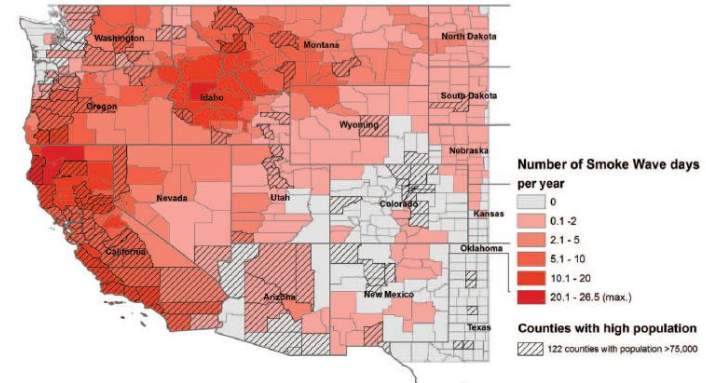 Washington
Montana
North Dakota
Oregon
Idaho
South Dakota
Wyoming
Nebraska
Nevada
Utah
Colorado
Kansas
California
Oklahoma
Arizona
New Mexico
Texas
Number of Smoke Wave days
per year
0
0.1 -2
2.1 - 5
5.1 - 10
10.1 - 20
20.1 - 26.5 (max.)
Counties with high population
122 counties with population >75,000